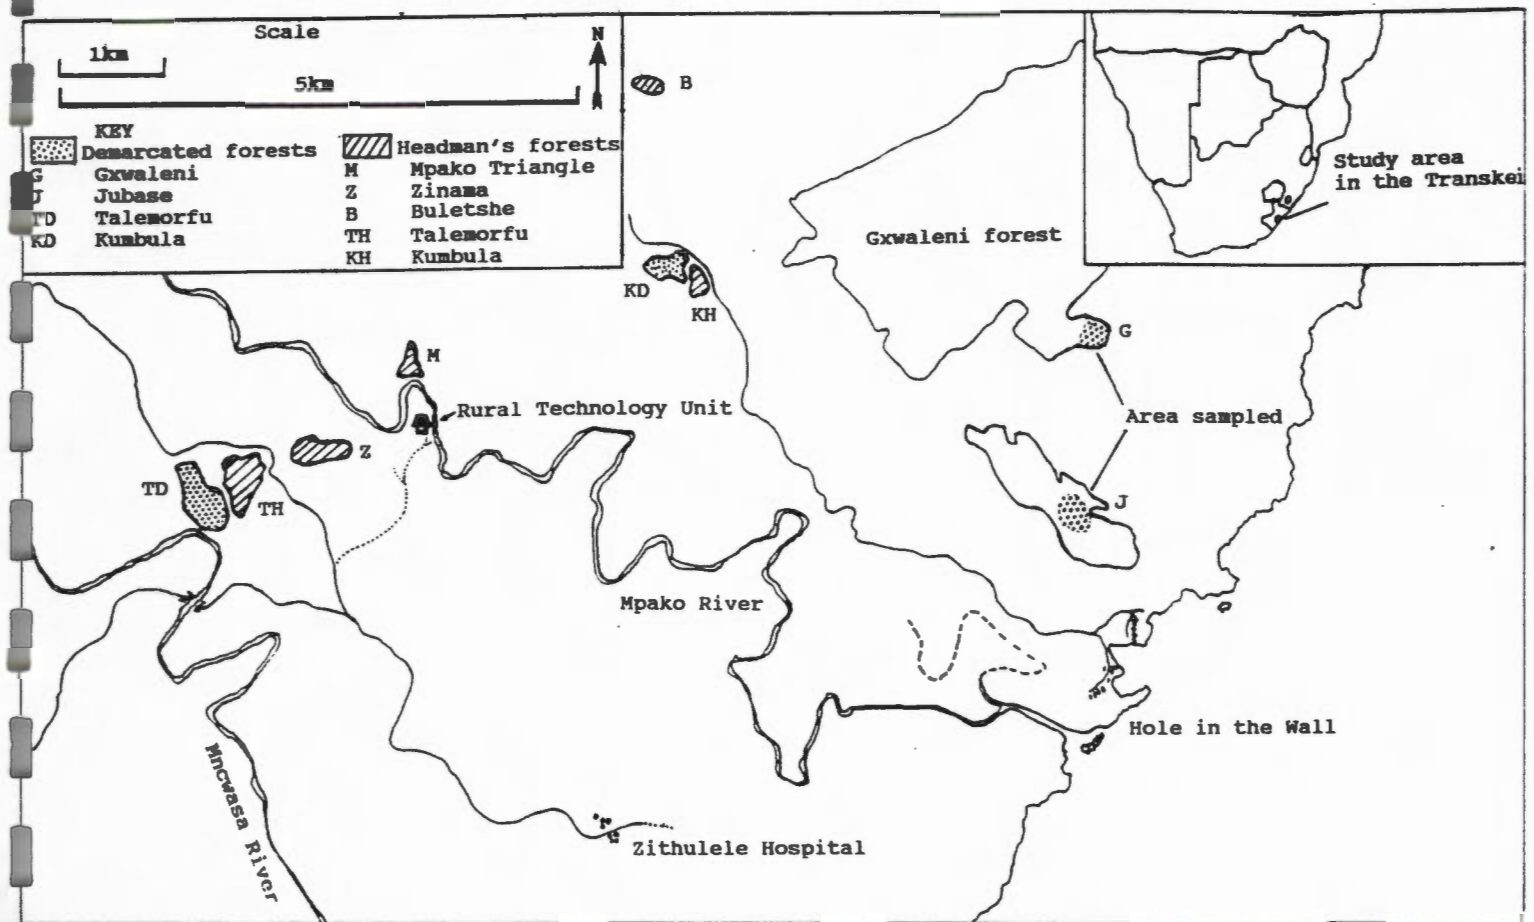 Scale
N
1km
5km
KEY
Demarcated forests
G Gxwaleni
J Jubase
TD Talemorfu
KD Kumbula
Headman's forests
M Mpako Triangle
Z Zinama
B Buletshe
TH Talemorfu
KH Kumbula
B
Study area
in the Transkei
Gxwaleni forest
KD
KH
G
M
Rural Technology Unit
Area sampled
Z
TD
TH
J
Mpako River
Hole in the Wall
Mncwasa River
Zithulele Hospital